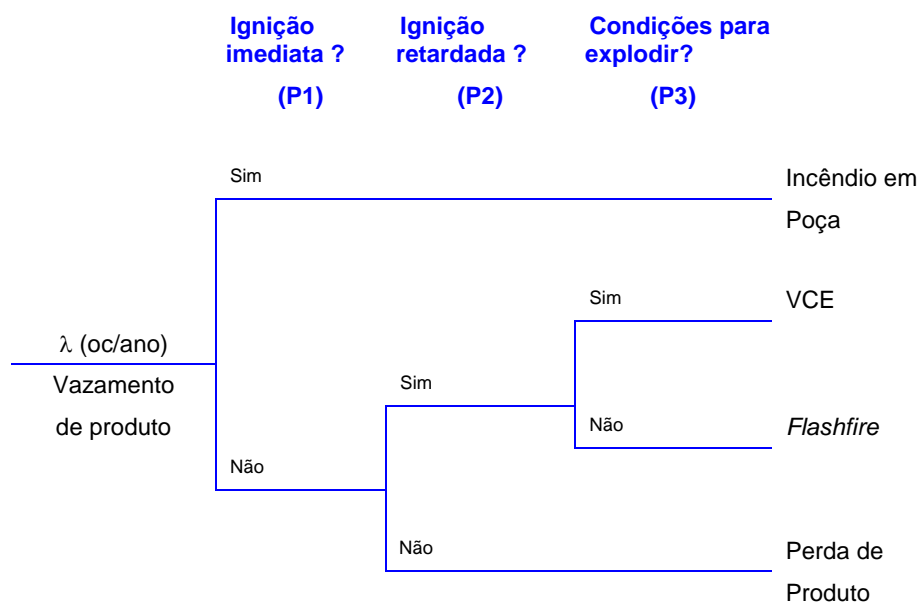 Ignição
imediata ?
(P1)
Ignição
retardada ?
(P2)
Condições para
explodir?
(P3)
Sim
Incêndio em
Poça
Sim
VCE
λ (oc/ano)
Vazamento
de produto
Sim
Não
Flashfire
Não
Não
Perda de
Produto